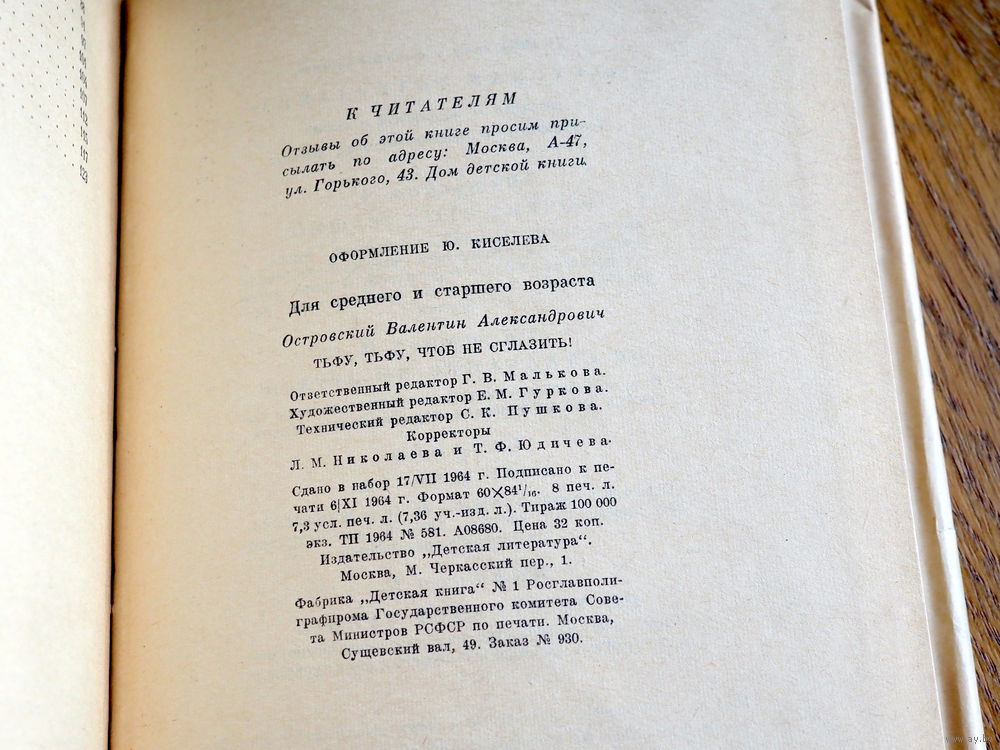 К ЧИТАТЕЛЯМ
Отзывы об этой книге просим при-
сылать по адресу: Москва, А-47,
ул. Горького, 43. Дом детской книги.
ОФОРМЛЕНИЕ Ю. КИСЕЛЕВА
Для среднего и старшего возраста
Островский Валентин Александрович
ТЬФУ, ТЬФУ, ЧТОБ НЕ СГЛАЗИТЬ!
Ответственный редактор Г. В. Малькова.
Художественный редактор Е. М. Гуркова.
Технический редактор С. К. Пушкова.
Корректоры
Л. М. Николаева и Т. Ф. Юдичева.
Сдано в набор 17/VII 1964 г. Подписано к пе-
чати 6|XI 1964 г. Формат 60×84¹/₁₆. 8 печ. л.
7,3 усл. печ. л. (7,36 уч.-изд. л.). Тираж 100 000
экз. ТП 1964 № 581. А08680. Цена 32 коп.
Издательство „Детская литература“.
Москва, М. Черкасский пер., 1.
Фабрика „Детская книга“ № 1 Росглавполи-
графпрома Государственного комитета Сове-
та Министров РСФСР по печати. Москва,
Сущевский вал, 49. Заказ № 930.